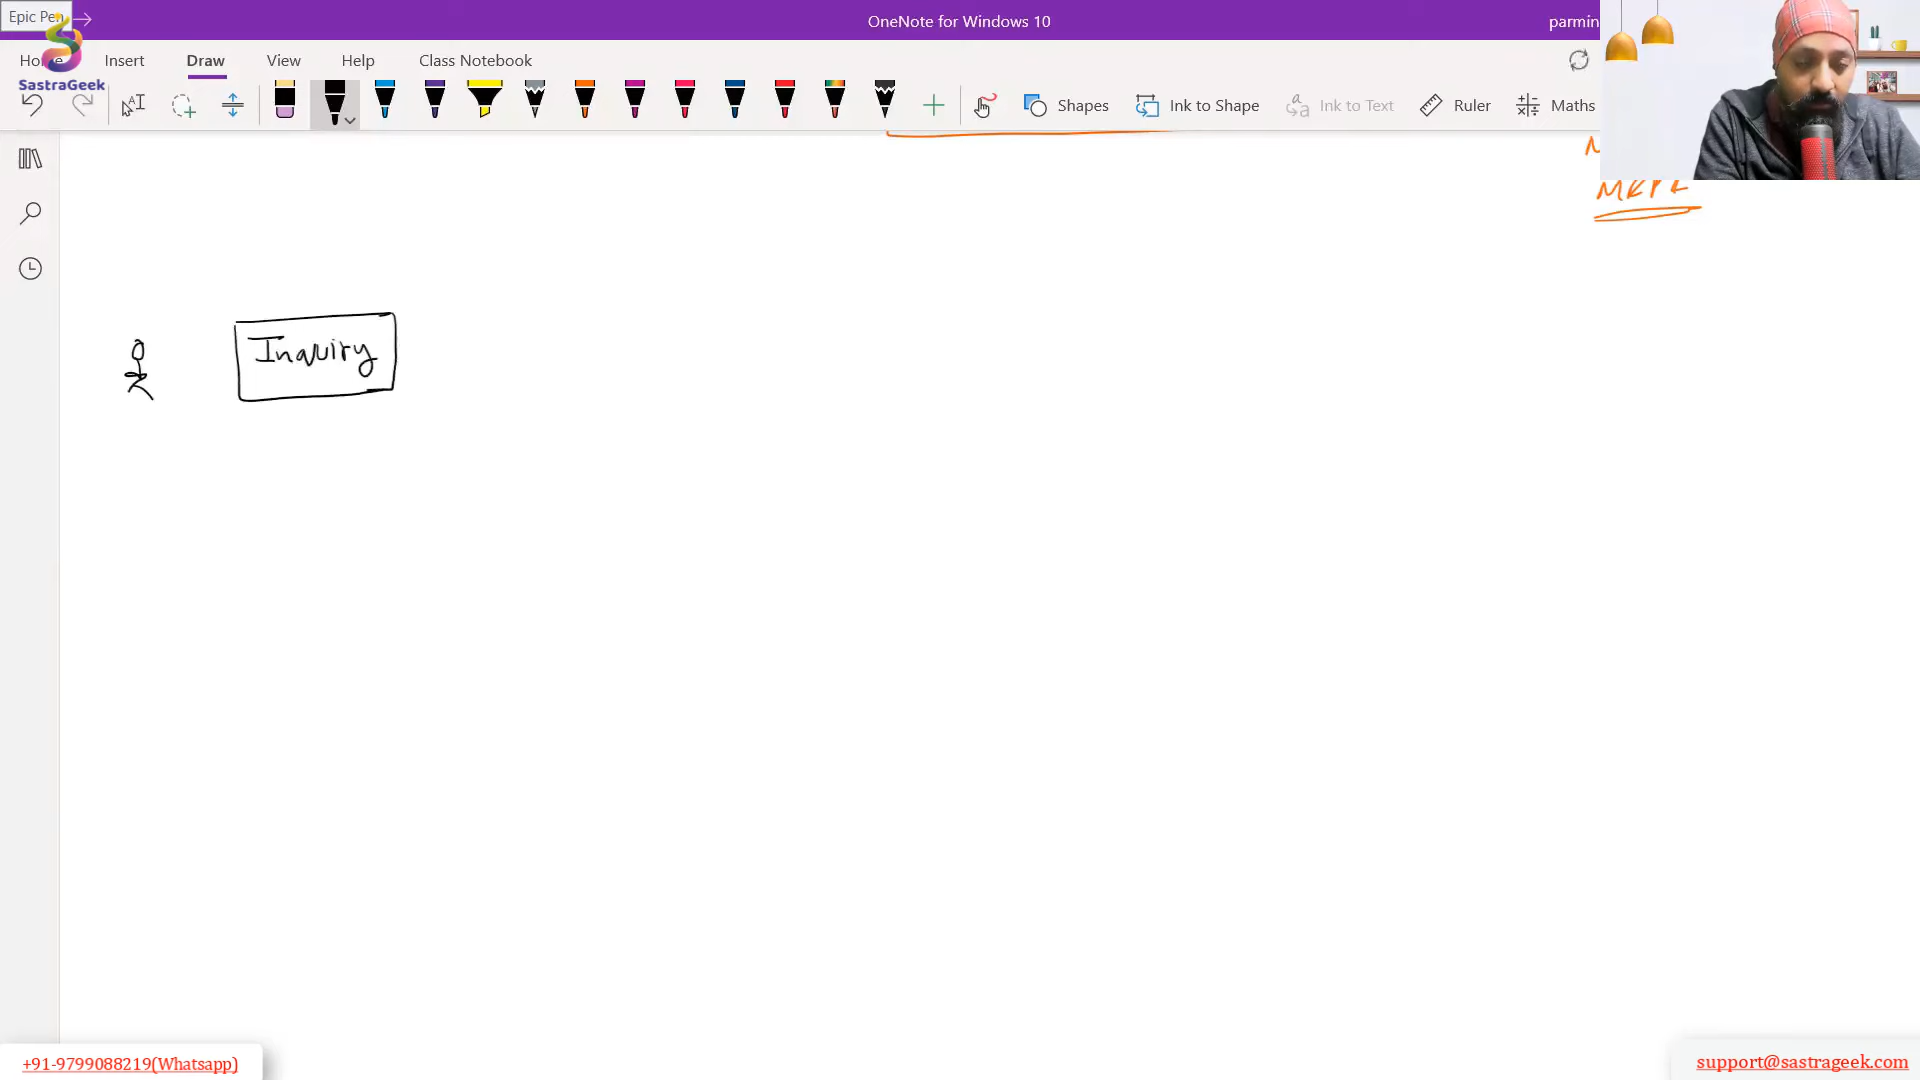 Epic Pen
OneNote for Windows 10
parmin
SastraGeek
Home
Insert
Draw
View
Help
Class Notebook
Shapes
Ink to Shape
Ink to Text
Ruler
Maths
Inquiry
+91-9799088219(Whatsapp)
support@sastrageek.com